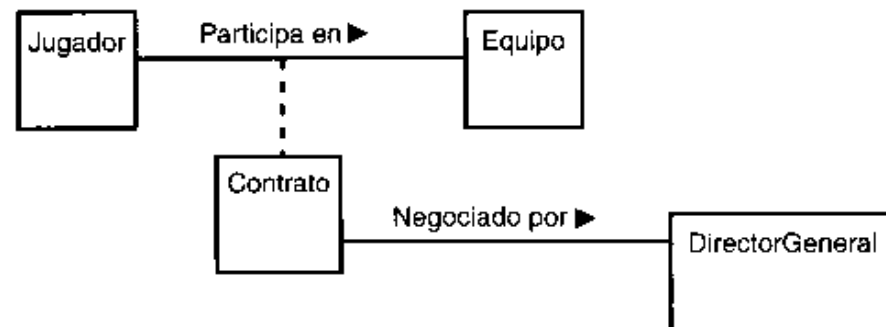 Jugador
Participa en ▶
Equipo
Contrato
Negociado por ▶
DirectorGeneral